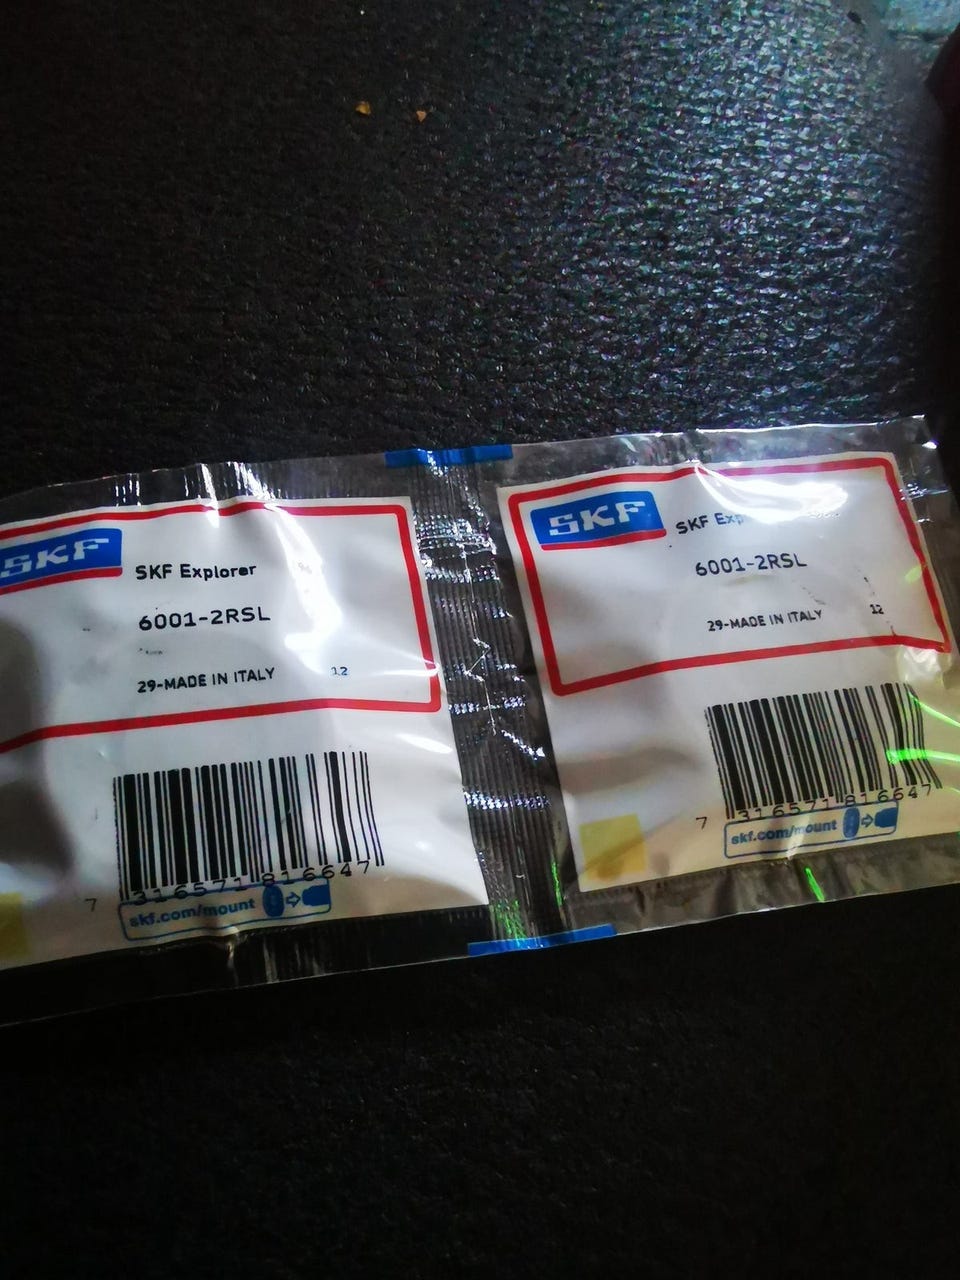 SKF
SKF Explorer
6001-2RSL
29-MADE IN ITALY 12
7 316571 816647
skf.com/mount
SKF
SKF
6001-2RSL
29-MADE IN ITALY 12
7 316571 816647
skf.com/mount